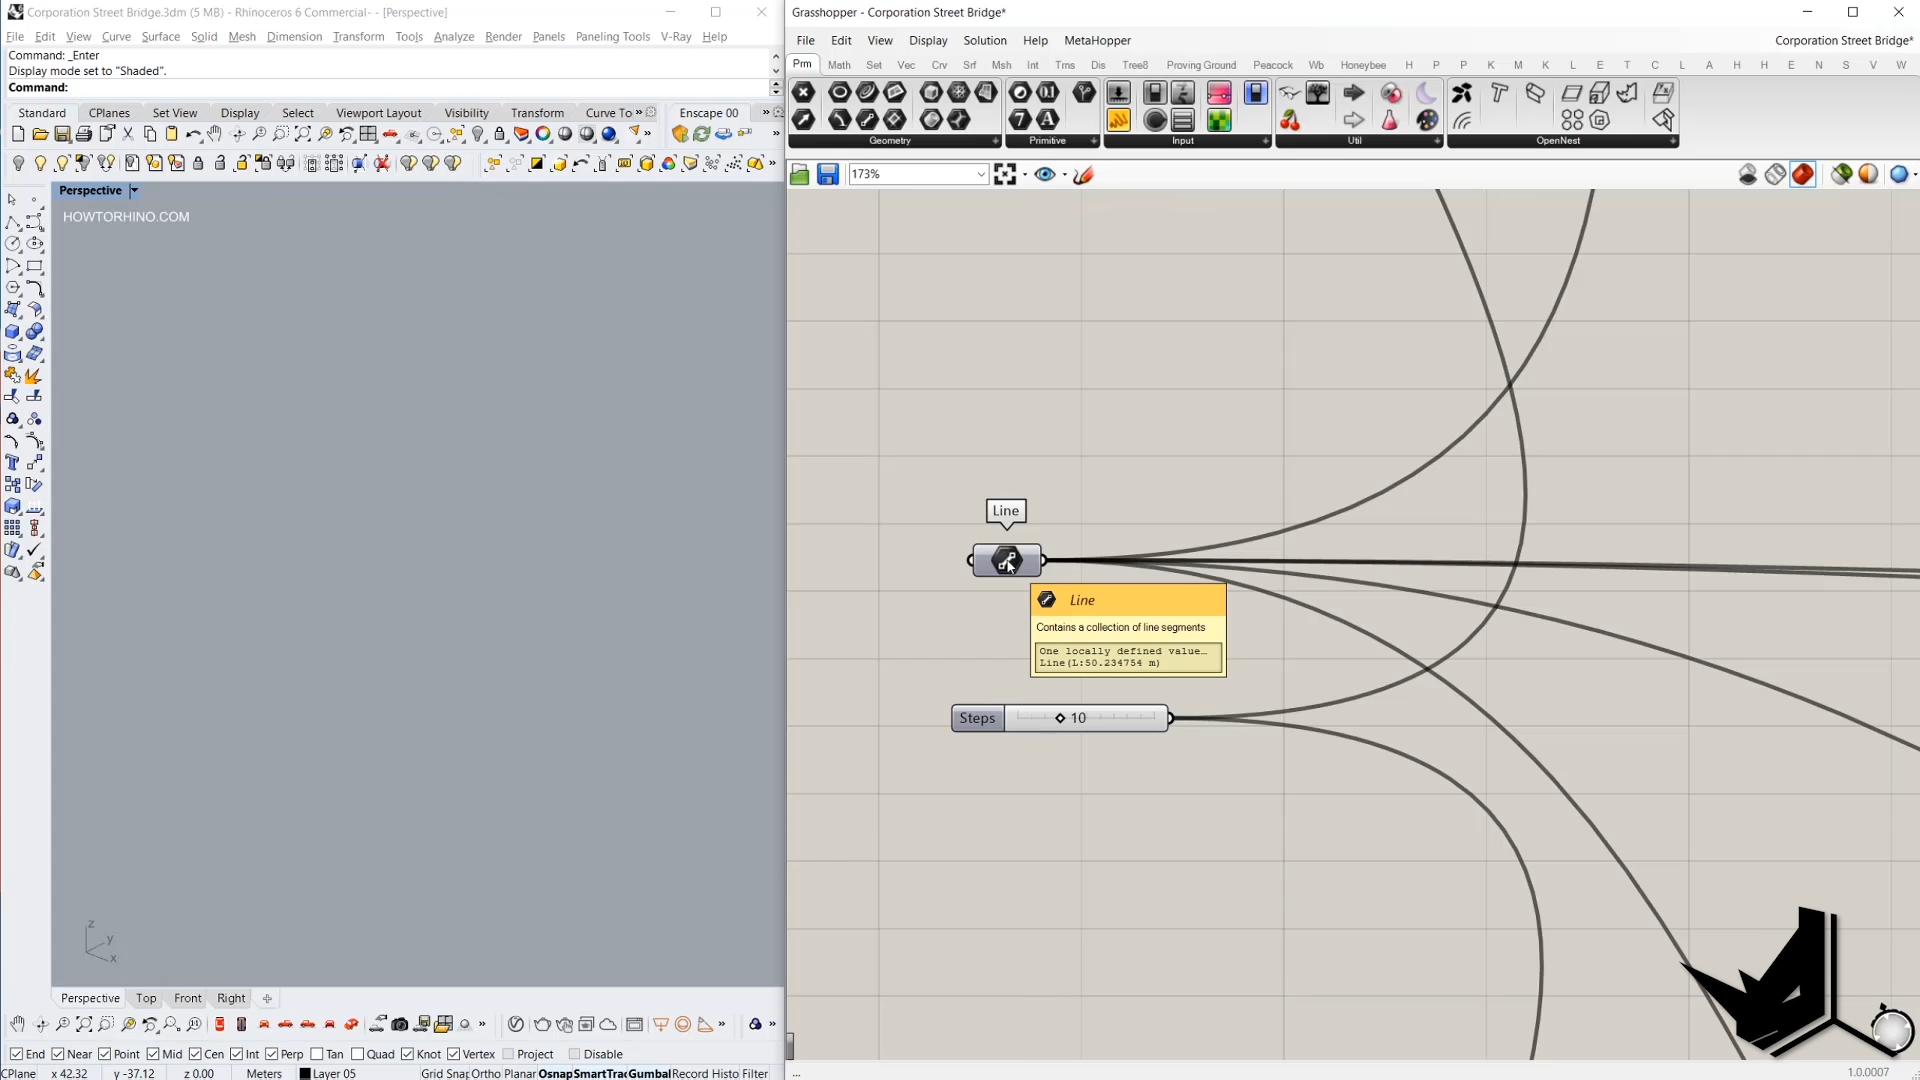 Corporation Street Bridge.3dm (5 MB) - Rhinoceros 6 Commercial- - [Perspective]
File Edit View Curve Surface Solid Mesh Dimension Transform Tools Analyze Render Panels Paneling Tools V-Ray Help
Command: _Enter
Display mode set to "Shaded".
Command:
Standard CPlanes Set View Display Select Viewport Layout Visibility Transform Curve To » Enscape 00 »
Perspective
HOWTORHINO.COM
z
y
x
Perspective Top Front Right
End Near Point Mid Cen Int Perp Tan Quad Knot Vertex Project Disable
CPlane x 42.32 y -37.12 z 0.00 Meters Layer 05 Grid Snap Ortho Planar Osnap SmartTrac Gumbal Record Histo Filter
Grasshopper - Corporation Street Bridge*
File Edit View Display Solution Help MetaHopper Corporation Street Bridge*
Prm Math Set Vec Crv Srf Msh Int Trns Dis Tree8 Proving Ground Peacock Wb Honeybee H P P K M K L E T C L A H H E N S V W
Geometry Primitive Input Util OpenNest
173%
Line
Line
Contains a collection of line segments
One locally defined value…
Line(L:50.234754 m)
Steps 10
... 1.0.0007